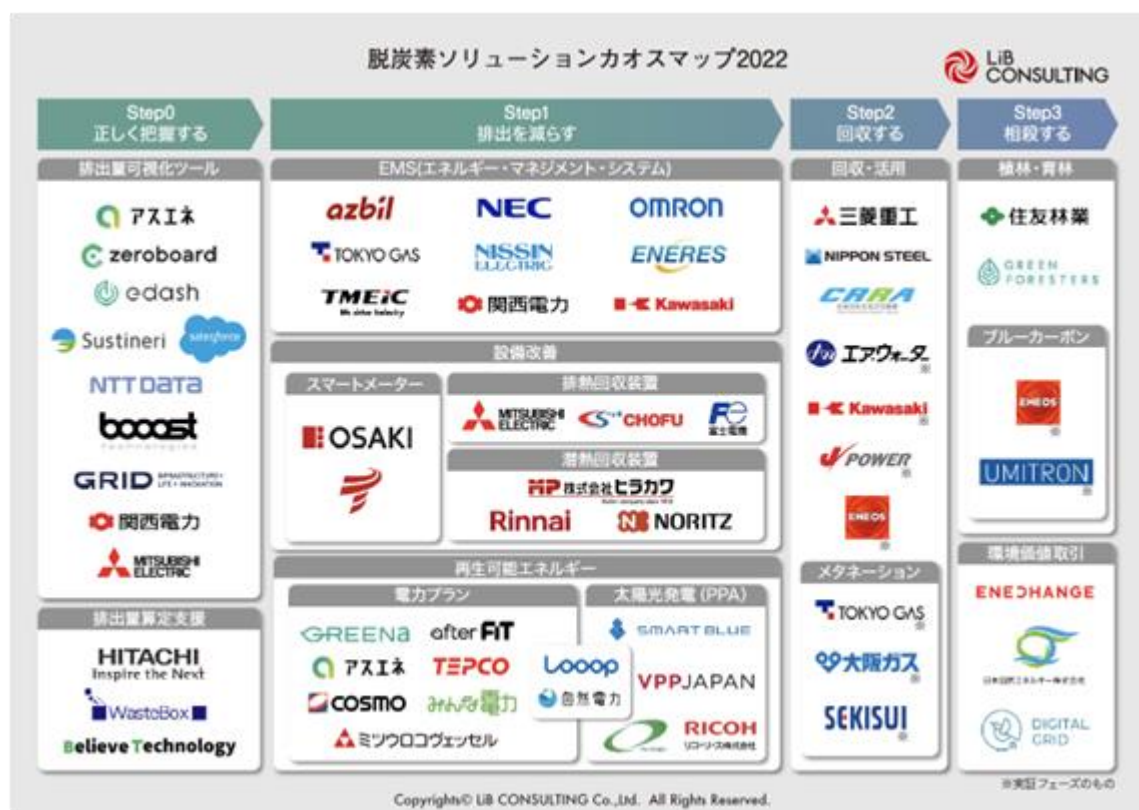 脱炭素ソリューションカオスマップ2022
LiB CONSULTING
Step0
正しく把握する
Step1
排出を減らす
Step2
回収する
Step3
相殺する
排出量可視化ツール
アスエネ
zeroboard
edash
Sustineri
salesforce
NTT DATA
booost
technologies
GRID
関西電力
MITSUBISHI ELECTRIC
排出量算定支援
HITACHI
Inspire the Next
WasteBox
Believe Technology
EMS(エネルギー・マネジメント・システム)
azbil
NEC
OMRON
TOKYO GAS
NISSIN ELECTRIC
ENERES
TMEiC
We drive industry
関西電力
Kawasaki
設備改善
スマートメーター
OSAKI
排熱回収装置
MITSUBISHI ELECTRIC
CHOFU
Fe
富士電機
潜熱回収装置
HP 株式会社ヒラカワ
Rinnai
N NORITZ
再生可能エネルギー
電力プラン
GREENa
afterFIT
アスエネ
TEPCO
COSMO
みんな電力
ミツウロコヴェッセル
Looop
自然電力
太陽光発電(PPA)
SMART BLUE
VPPJAPAN
RICOH
リコーリース株式会社
回収・活用
三菱重工
NIPPON STEEL
CRRA
エア・ウォーター※
Kawasaki※
J POWER※
ENEOS※
メタネーション
TOKYO GAS※
大阪ガス※
SEKISUI※
植林・育林
住友林業
GREEN FORESTERS
ブルーカーボン
ENEOS※
UMITRON※
環境価値取引
ENECHANGE
日本自然エネルギー株式会社
DIGITAL GRID
※実証フェーズのもの
Copyrights© LiB CONSULTING Co.,Ltd. All Rights Reserved.